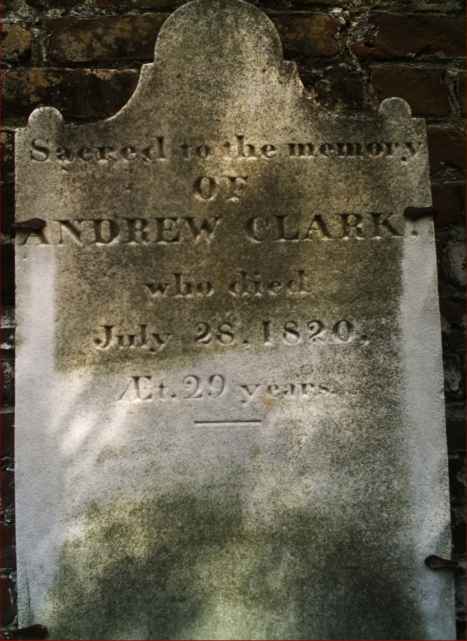 Sacred to the memory
OF
ANDREW CLARK.
who died
July 28, 1820,
Æt. 29 years.